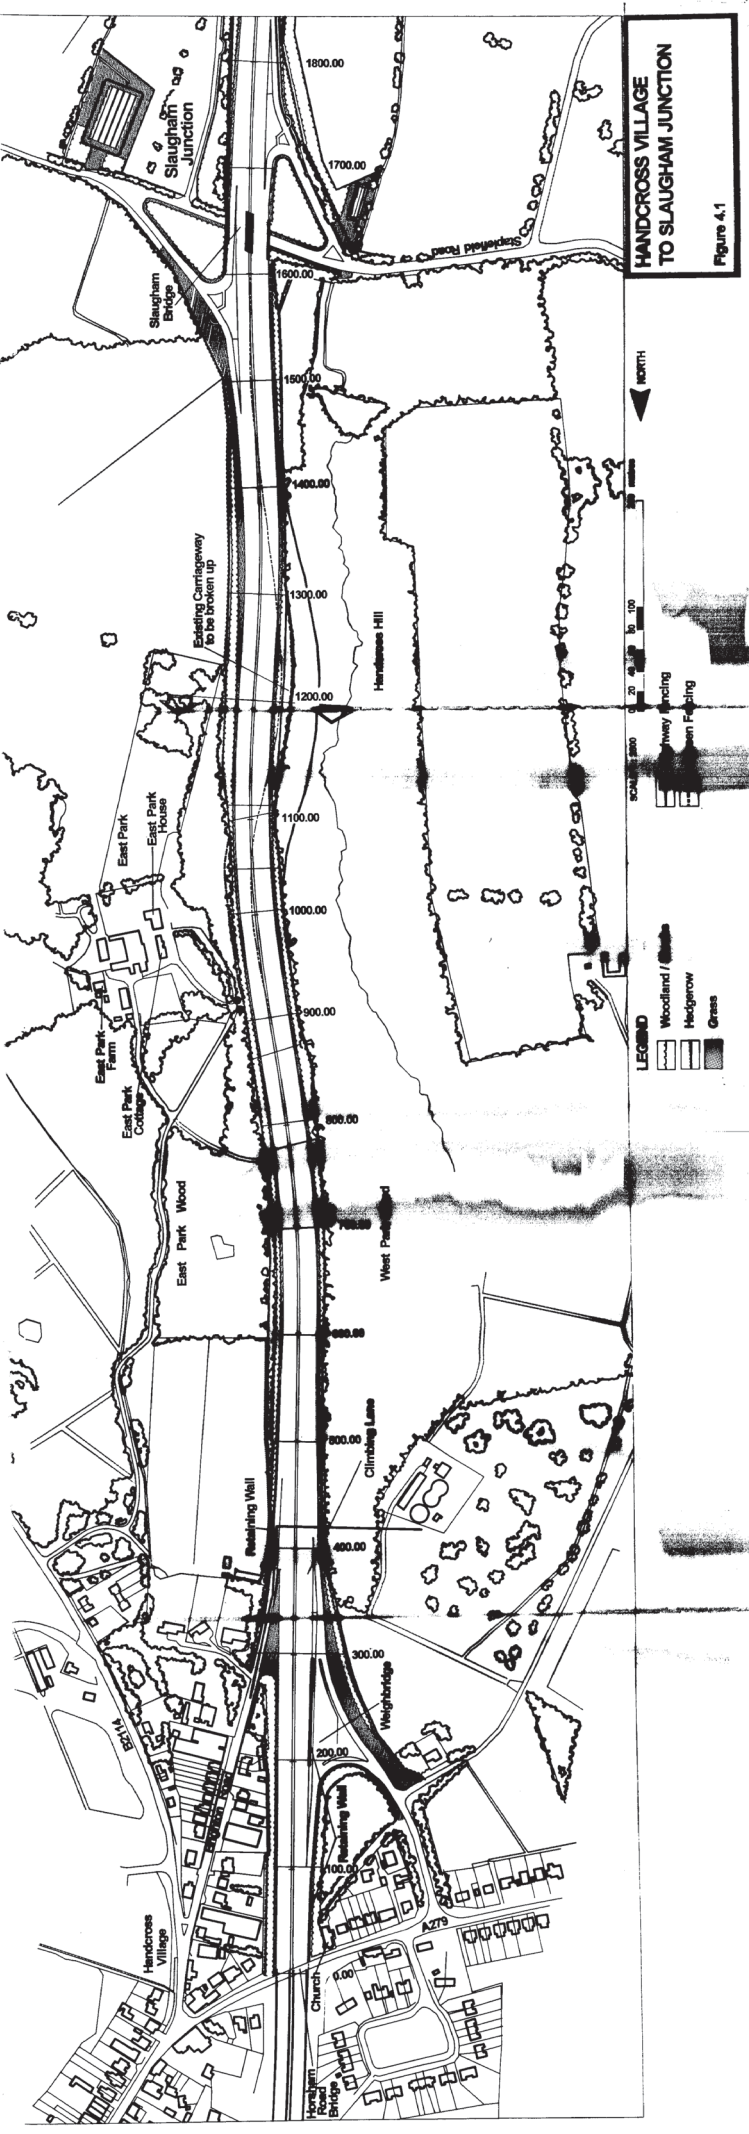 HANDCROSS VILLAGE
TO SLAUGHAM JUNCTION
Figure 4.1
1800.00
Slaugham
Junction
1700.00
Staplefield Road
Slaugham
Bridge
1600.00
1500.00
1400.00
Existing Carriageway
to be broken up
1300.00
Handcross Hill
1200.00
East Park
East Park
House
1100.00
1000.00
East Park
Farm
East Park
Cottage
900.00
800.00
East Park Wood
West
Climbing Lane
500.00
Retaining Wall
400.00
300.00
Weighbridge
B2114
200.00
Retaining Wall
Brighton Road
100.00
Handcross
Village
A279
Church
0.00
Horsham
Road
Bridge
NORTH
metres
0 20 40 60 80 100
LEGEND
Woodland /
Hedgerow
Grass
Fencing
Fencing